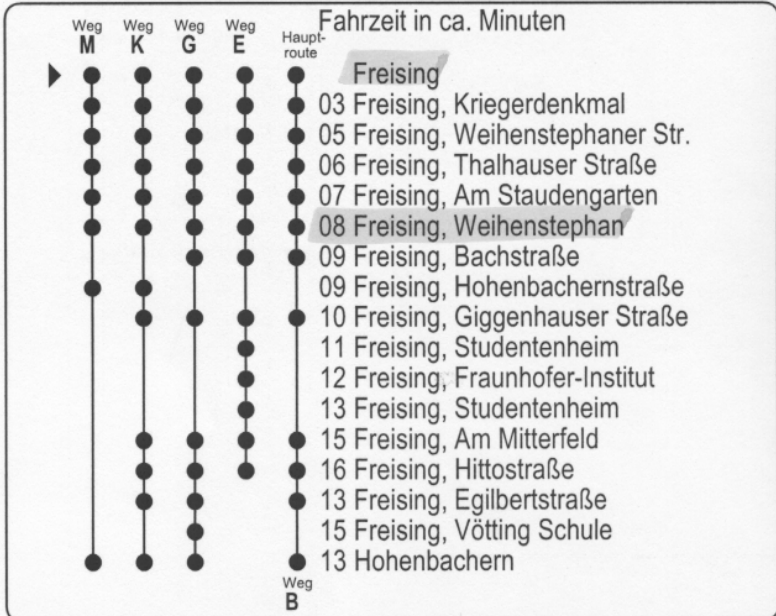 Fahrzeit in ca. Minuten
Weg Weg Weg Weg Haupt-
M K G E route
Freising
03 Freising, Kriegerdenkmal
05 Freising, Weihenstephaner Str.
06 Freising, Thalhauser Straße
07 Freising, Am Staudengarten
08 Freising, Weihenstephan
09 Freising, Bachstraße
09 Freising, Hohenbachernstraße
10 Freising, Giggenhauser Straße
11 Freising, Studentenheim
12 Freising, Fraunhofer-Institut
13 Freising, Studentenheim
15 Freising, Am Mitterfeld
16 Freising, Hittostraße
13 Freising, Egilbertstraße
15 Freising, Vötting Schule
13 Hohenbachern
Weg
B